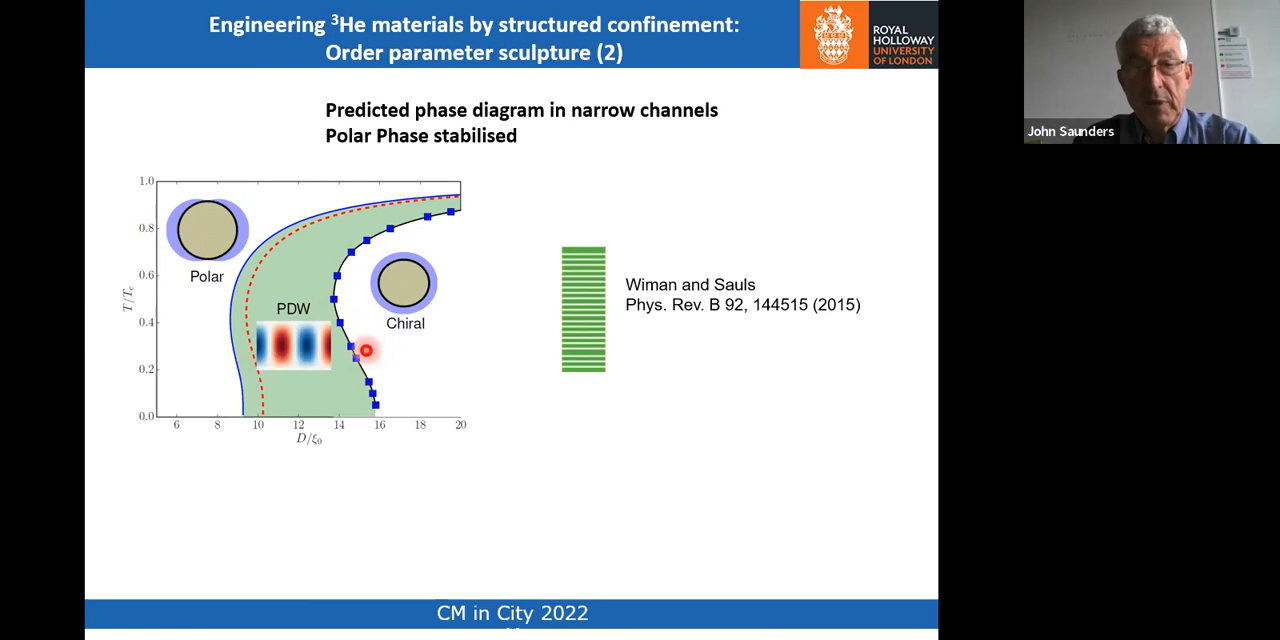 Engineering ³He materials by structured confinement:
Order parameter sculpture (2)
ROYAL
HOLLOWAY
UNIVERSITY
OF LONDON
John Saunders
Predicted phase diagram in narrow channels
Polar Phase stabilised
1.0
0.8
0.6
0.4
0.2
0.0
T/Tc
Polar
PDW
Chiral
6 8 10 12 14 16 18 20
D/ξ0
Wiman and Sauls
Phys. Rev. B 92, 144515 (2015)
CM in City 2022